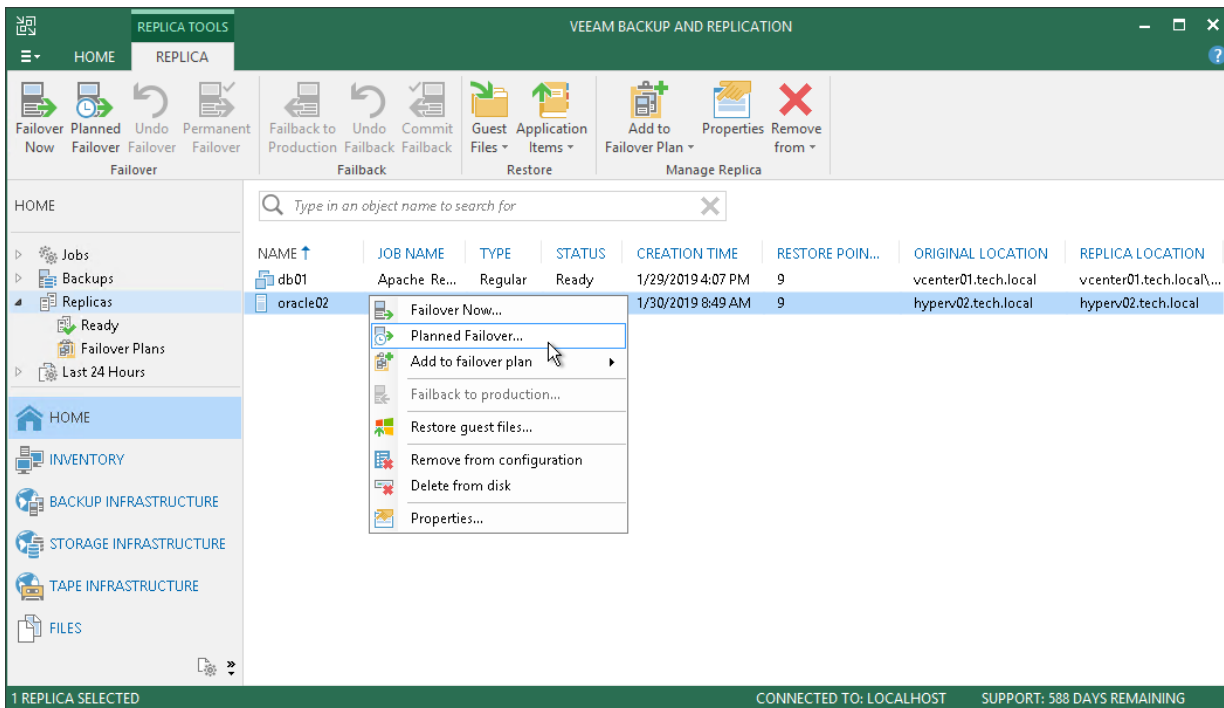 REPLICA TOOLS
VEEAM BACKUP AND REPLICATION
HOME REPLICA
Failover Now
Planned Failover
Undo Failover
Permanent Failover
Failback to Production
Undo Failback
Commit Failback
Guest Files
Application Items
Add to Failover Plan
Properties
Remove from
Failover
Failback
Restore
Manage Replica
HOME
Type in an object name to search for
Jobs
Backups
Replicas
Ready
Failover Plans
Last 24 Hours
HOME
INVENTORY
BACKUP INFRASTRUCTURE
STORAGE INFRASTRUCTURE
TAPE INFRASTRUCTURE
FILES
NAME JOB NAME TYPE STATUS CREATION TIME RESTORE POIN... ORIGINAL LOCATION REPLICA LOCATION
db01 Apache Re... Regular Ready 1/29/2019 4:07 PM 9 vcenter01.tech.local vcenter01.tech.local\...
oracle02 1/30/2019 8:49 AM 9 hyperv02.tech.local hyperv02.tech.local
Failover Now...
Planned Failover...
Add to failover plan
Failback to production...
Restore guest files...
Remove from configuration
Delete from disk
Properties...
1 REPLICA SELECTED
CONNECTED TO: LOCALHOST
SUPPORT: 588 DAYS REMAINING